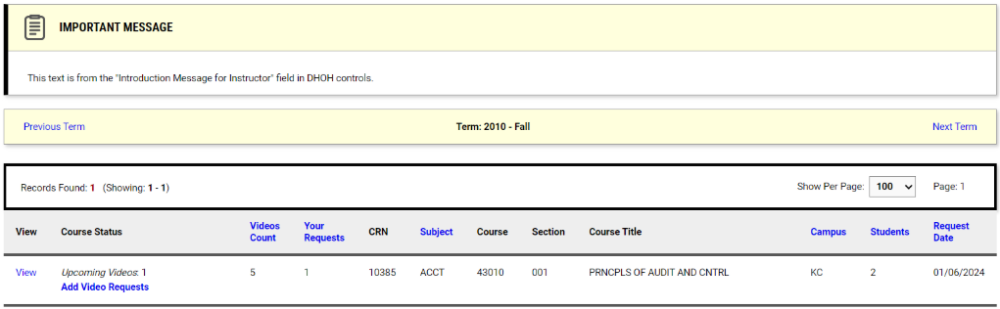 IMPORTANT MESSAGE
This text is from the "Introduction Message for Instructor" field in DHOH controls.
Previous Term Term: 2010 - Fall Next Term
Records Found: 1 (Showing: 1 - 1) Show Per Page: 100 Page: 1
View Course Status Videos Count Your Requests CRN Subject Course Section Course Title Campus Students Request Date
View Upcoming Videos: 1 5 1 10385 ACCT 43010 001 PRNCPLS OF AUDIT AND CNTRL KC 2 01/06/2024
Add Video Requests